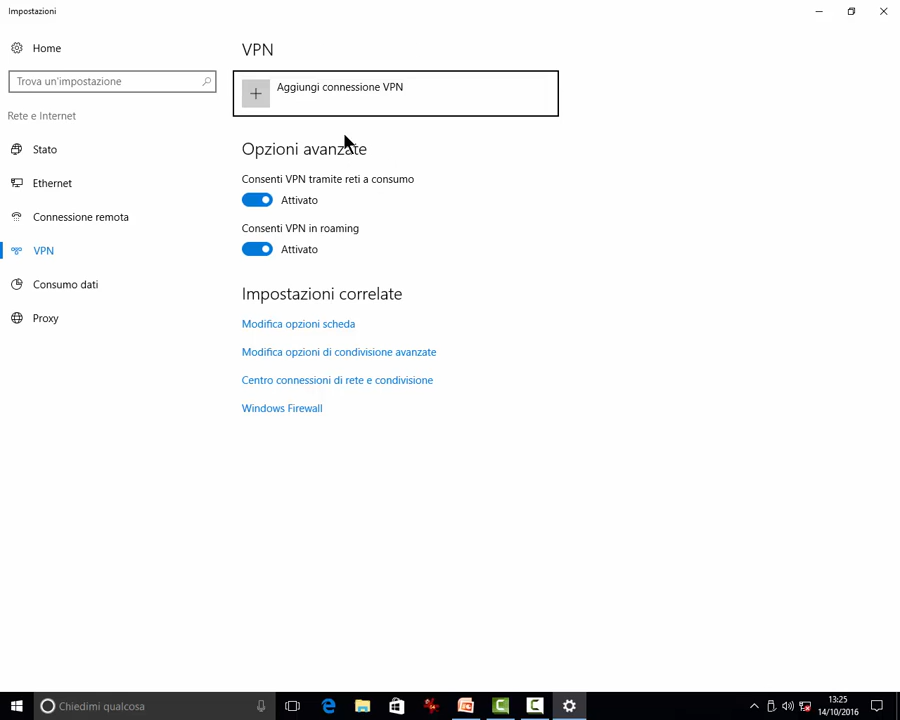 Impostazioni
Home
Trova un'impostazione
Rete e Internet
Stato
Ethernet
Connessione remota
VPN
Consumo dati
Proxy
VPN
Aggiungi connessione VPN
Opzioni avanzate
Consenti VPN tramite reti a consumo
Attivato
Consenti VPN in roaming
Attivato
Impostazioni correlate
Modifica opzioni scheda
Modifica opzioni di condivisione avanzate
Centro connessioni di rete e condivisione
Windows Firewall
Chiedimi qualcosa
13:25
14/10/2016